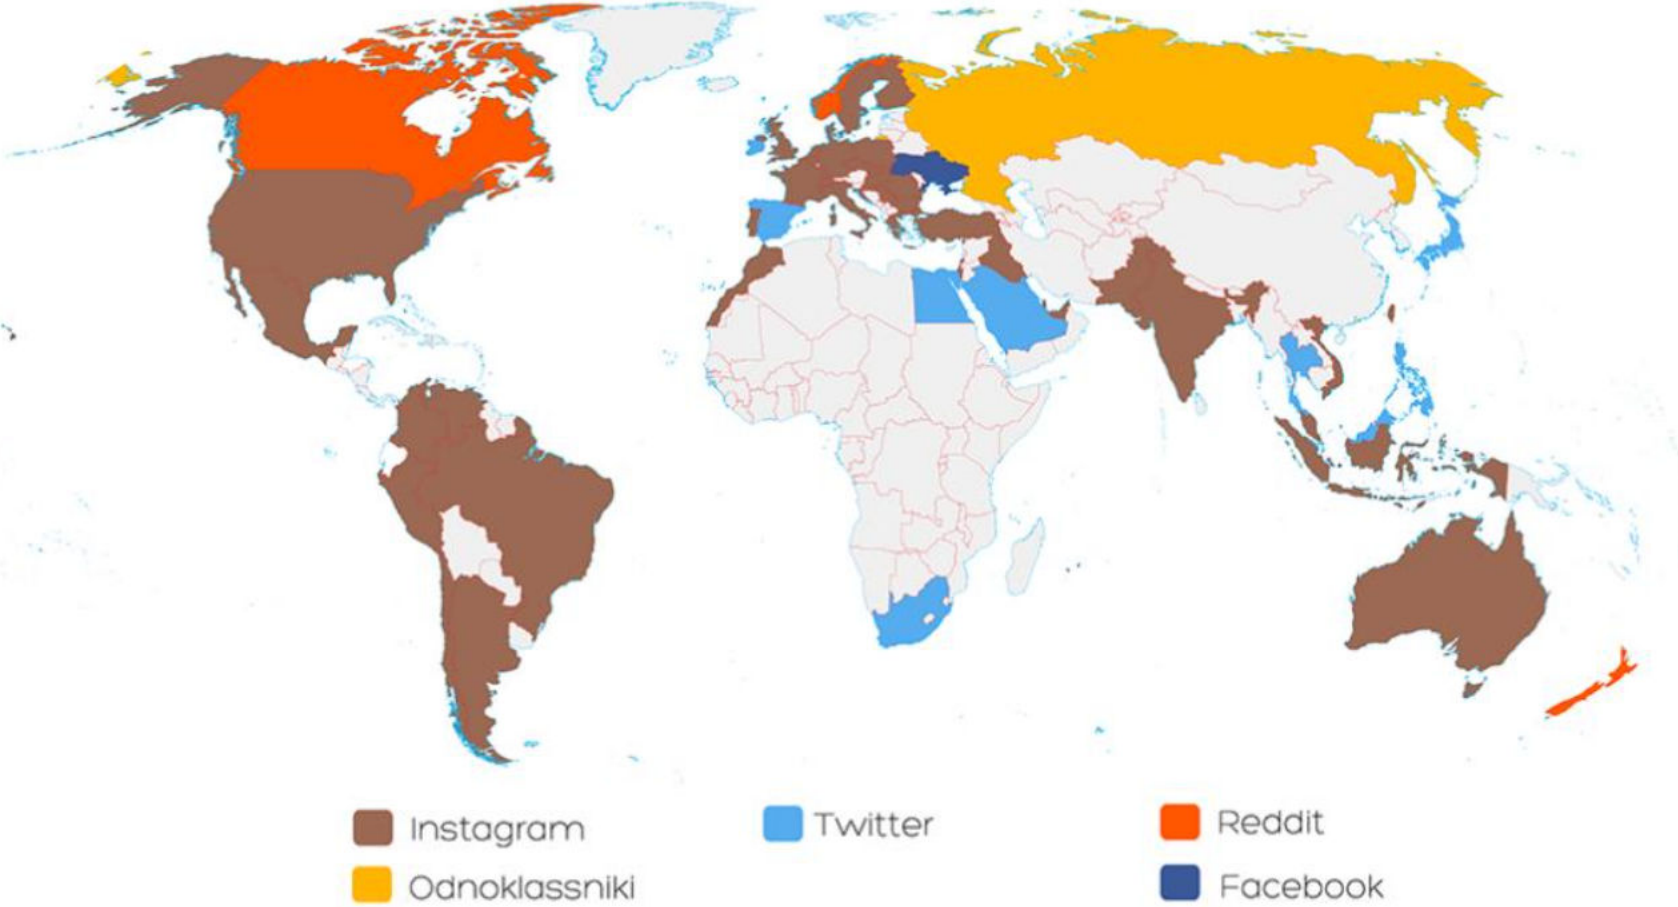 Instagram
Twitter
Reddit
Odnoklassniki
Facebook